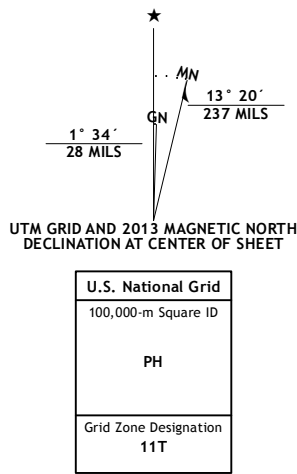 ★
MN
GN
13° 20´
237 MILS
1° 34´
28 MILS
UTM GRID AND 2013 MAGNETIC NORTH
DECLINATION AT CENTER OF SHEET
U.S. National Grid
100,000-m Square ID
PH
Grid Zone Designation
11T